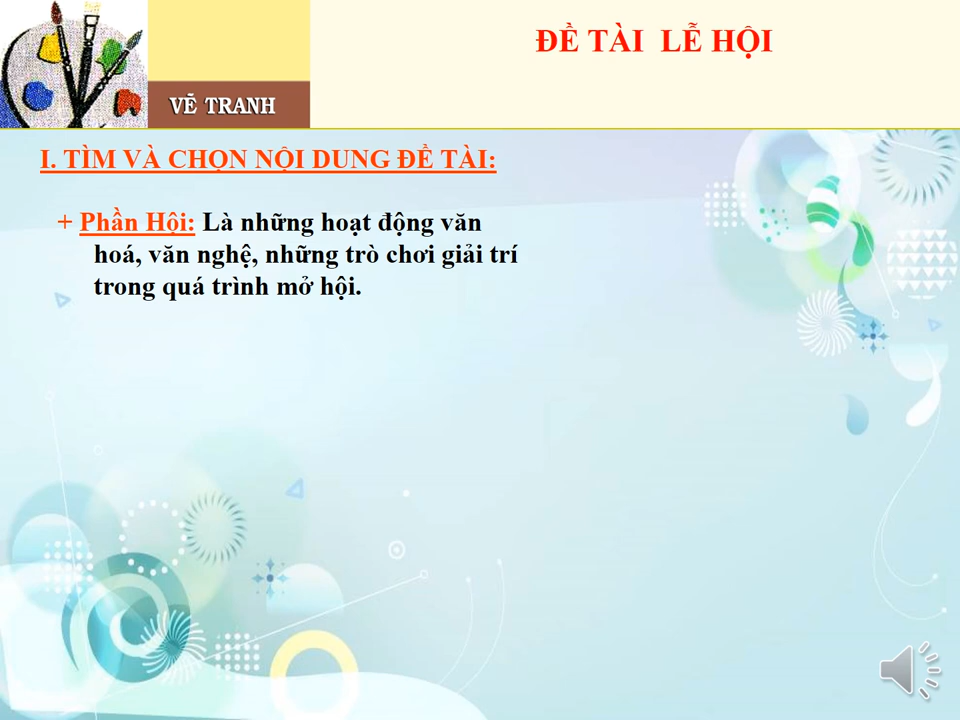 ĐỀ TÀI LỄ HỘI
VẼ TRANH
I. TÌM VÀ CHỌN NỘI DUNG ĐỀ TÀI:
+ Phần Hội: Là những hoạt động văn
hoá, văn nghệ, những trò chơi giải trí
trong quá trình mở hội.